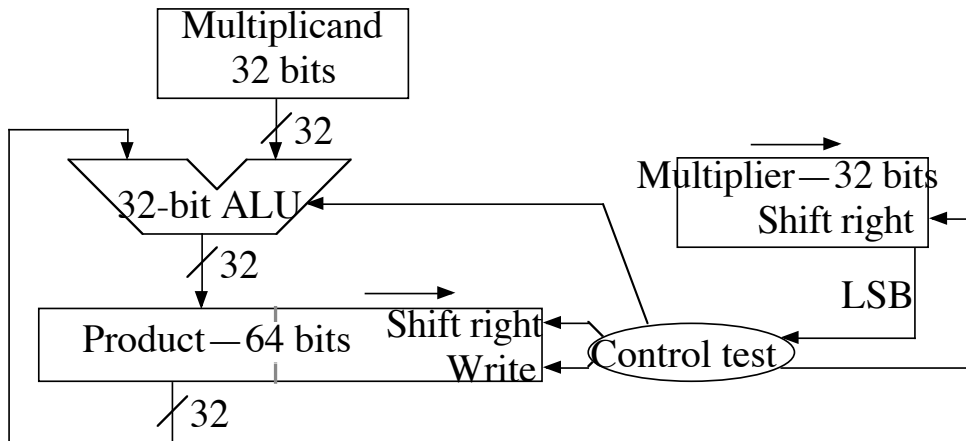 Multiplicand
32 bits
32
32-bit ALU
Multiplier—32 bits
Shift right
32
LSB
Product—64 bits
Shift right
Write
Control test
32